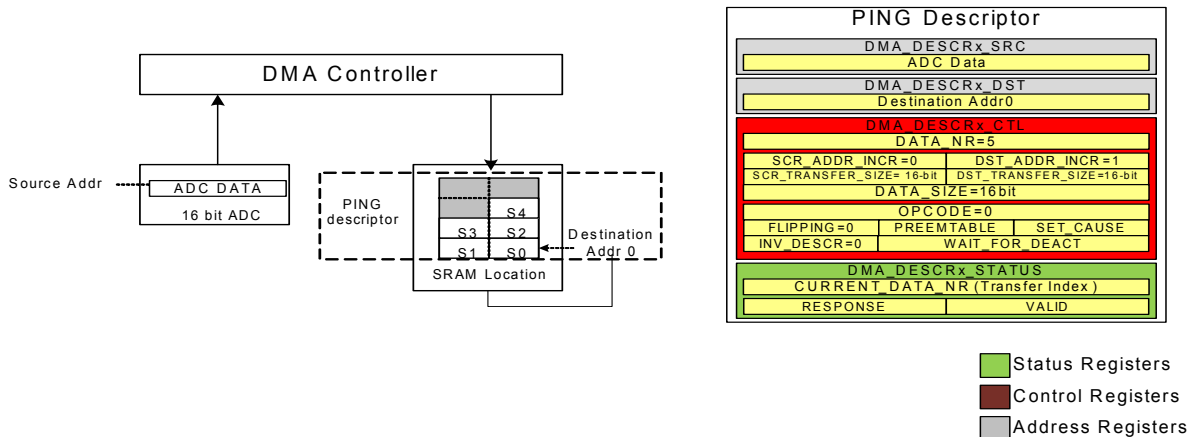 DMA Controller
Source Addr
ADC DATA
16 bit ADC
PING
descriptor
S4
S3 S2
S1 S0
Destination
Addr 0
SRAM Location
PING Descriptor
DMA_DESCRx_SRC
ADC Data
DMA_DESCRx_DST
Destination Addr0
DMA_DESCRx_CTL
DATA_NR=5
SCR_ADDR_INCR=0 DST_ADDR_INCR=1
SCR_TRANSFER_SIZE= 16-bit DST_TRANSFER_SIZE=16-bit
DATA_SIZE=16bit
OPCODE=0
FLIPPING=0 PREEMTABLE SET_CAUSE
INV_DESCR=0 WAIT_FOR_DEACT
DMA_DESCRx_STATUS
CURRENT_DATA_NR (Transfer Index)
RESPONSE VALID
Status Registers
Control Registers
Address Registers